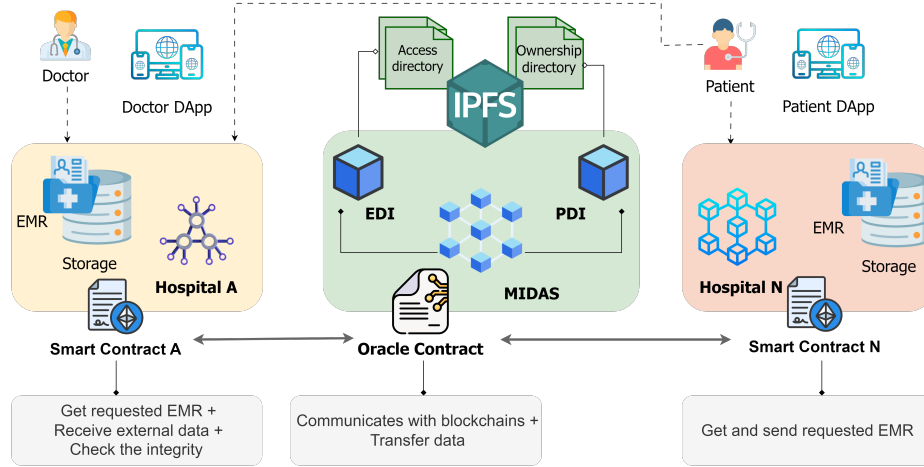 Doctor
Doctor DApp
Access
directory
Ownership
directory
IPFS
Patient
Patient DApp
EMR
Storage
Hospital A
EDI
PDI
MIDAS
EMR
Storage
Hospital N
Smart Contract A
Oracle Contract
Smart Contract N
Get requested EMR +
Receive external data +
Check the integrity
Communicates with blockchains +
Transfer data
Get and send requested EMR